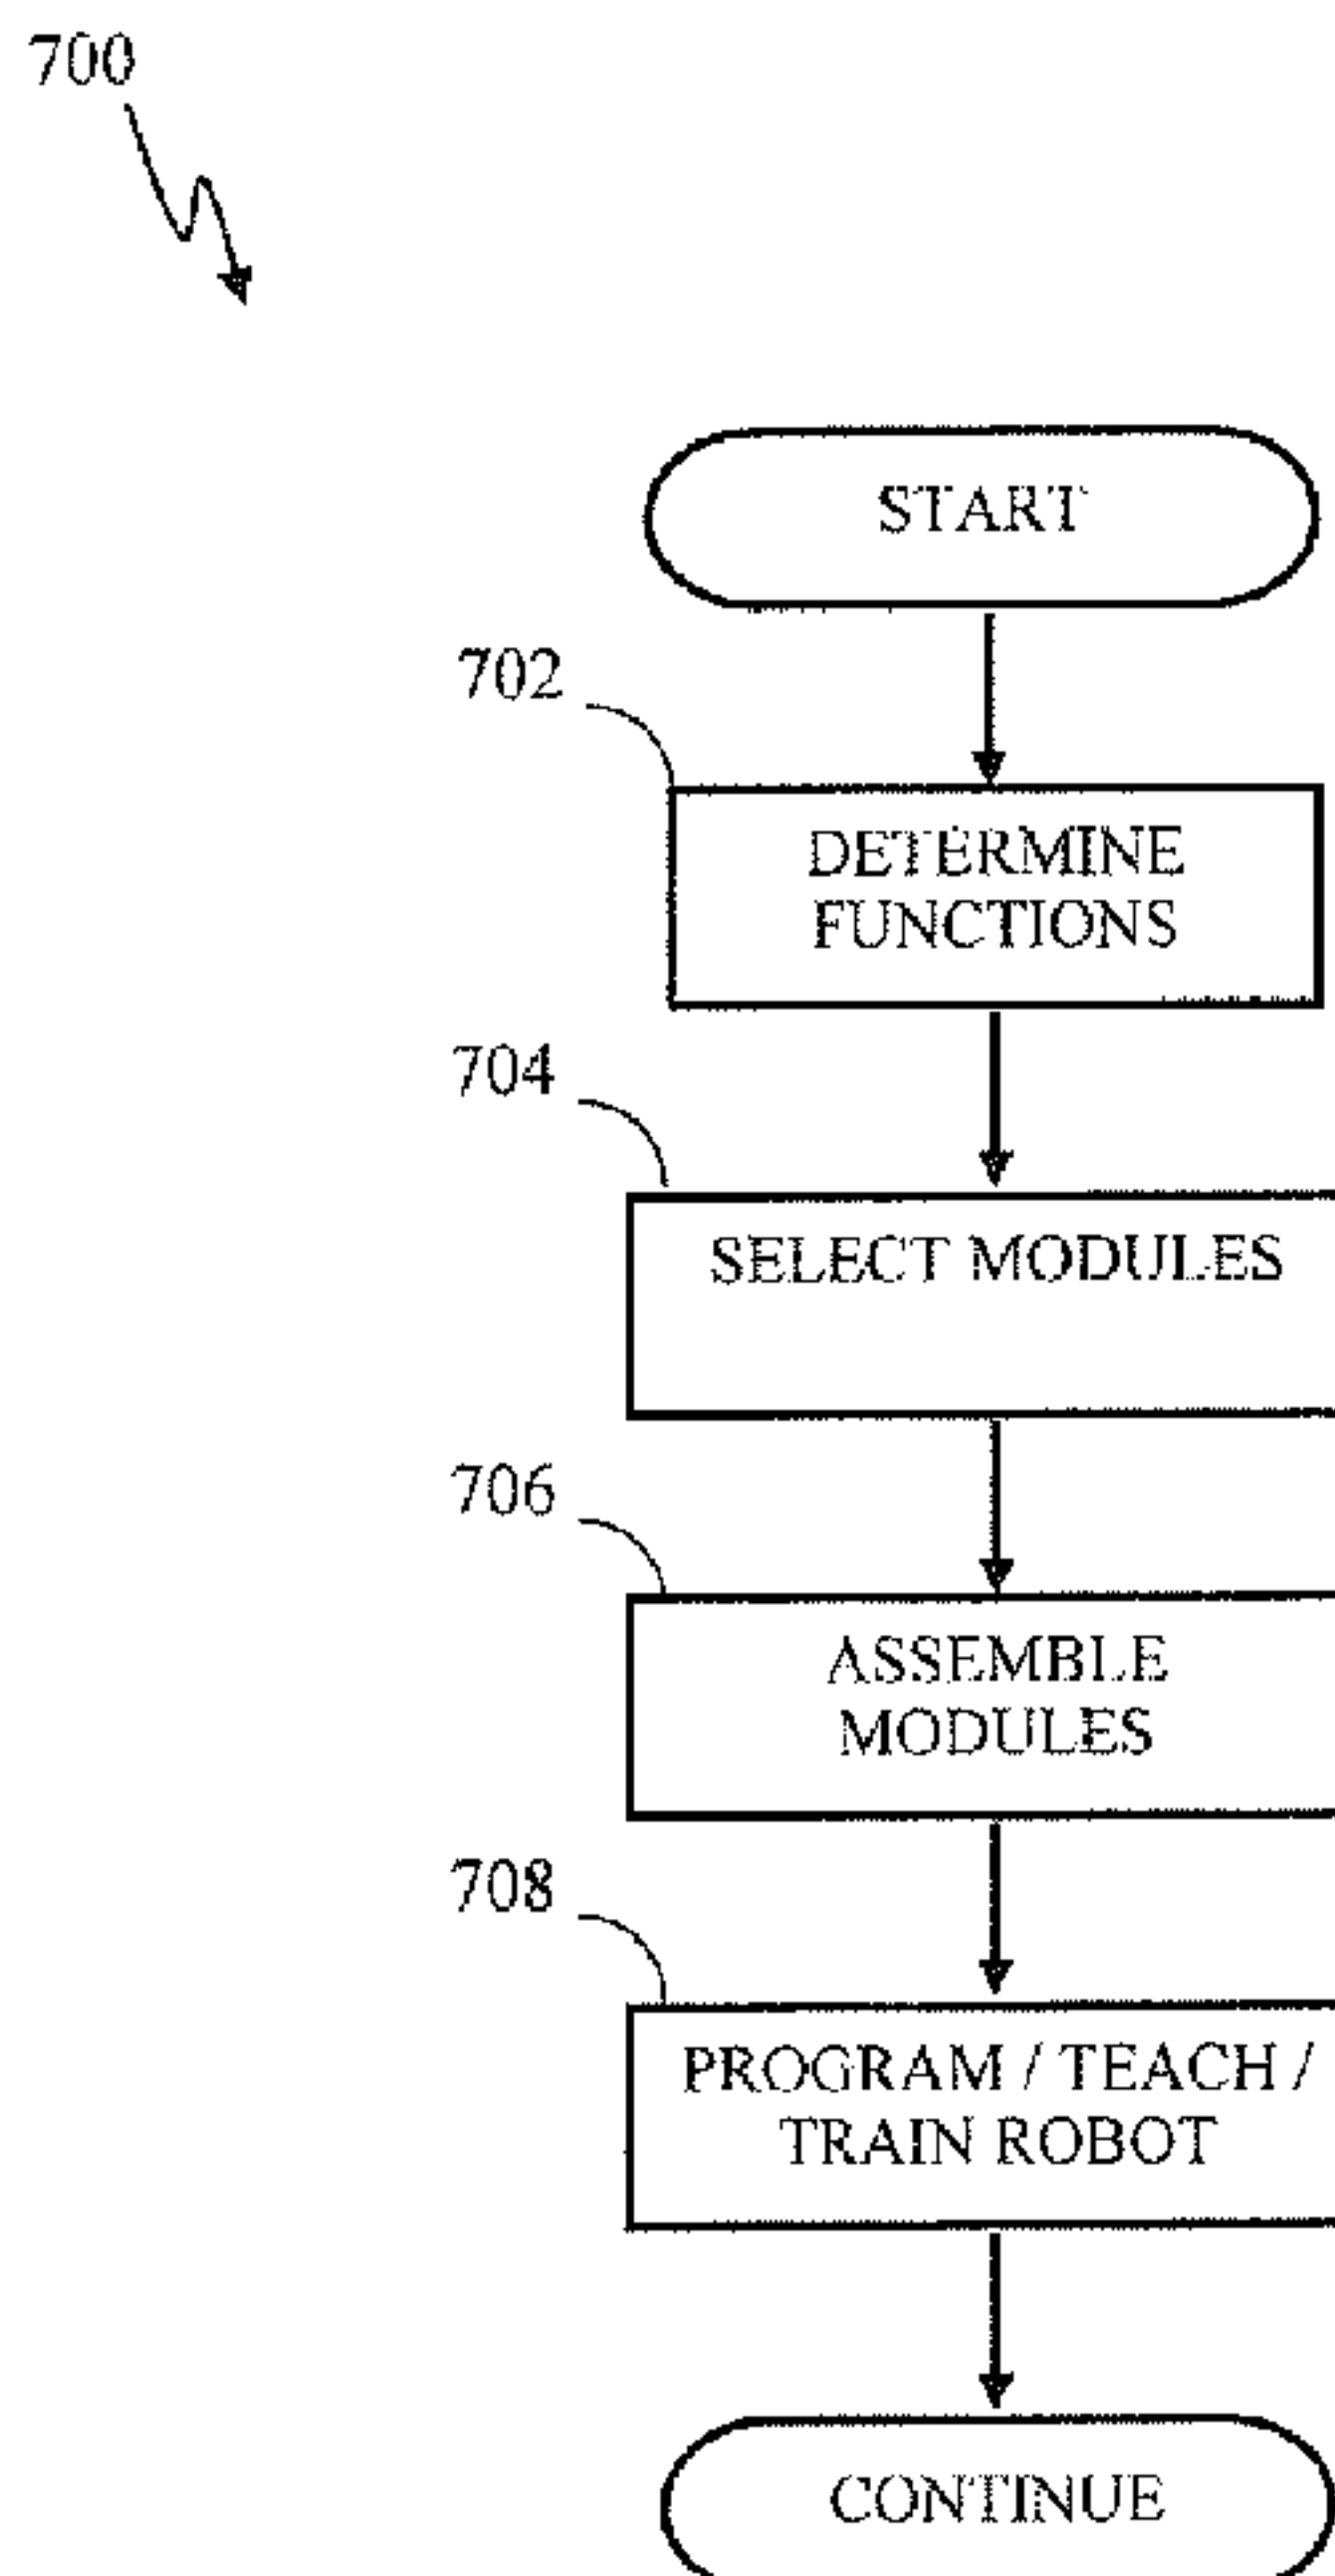 700
START
702
DETERMINE
FUNCTIONS
704
SELECT MODULES
706
ASSEMBLE
MODULES
708
PROGRAM / TEACH /
TRAIN ROBOT
CONTINUE